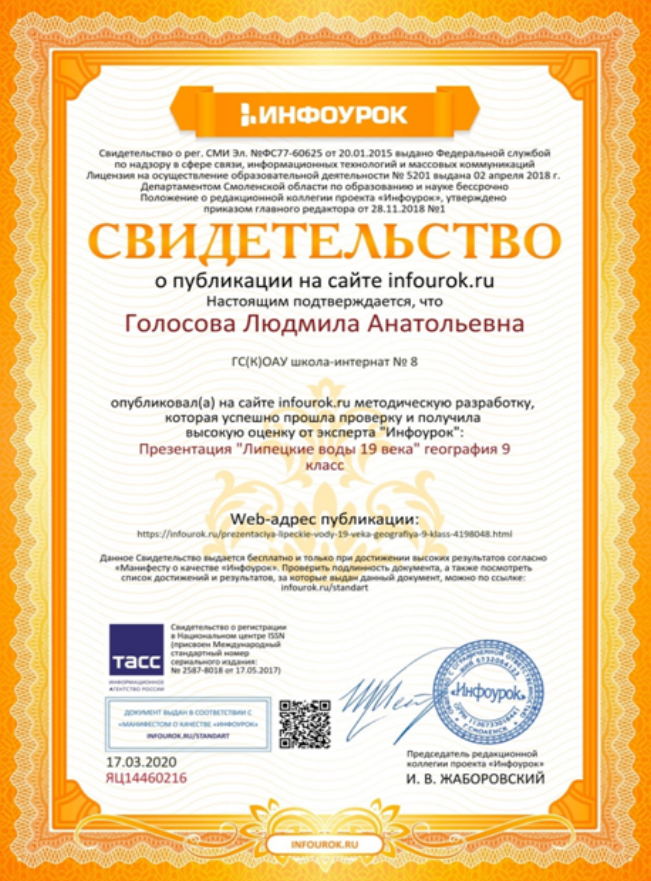 ИНФОУРОК
Свидетельство о рег. СМИ Эл. №ФС77-60625 от 20.01.2015 выдано Федеральной службой
по надзору в сфере связи, информационных технологий и массовых коммуникаций
Лицензия на осуществление образовательной деятельности № 5201 выдана 02 апреля 2018 г.
Департаментом Смоленской области по образованию и науке бессрочно
Положение о редакционной коллегии проекта «Инфоурок», утверждено
приказом главного редактора от 28.11.2018 №1
СВИДЕТЕЛЬСТВО
о публикации на сайте infourok.ru
Настоящим подтверждается, что
Голосова Людмила Анатольевна
ГС(К)ОАУ школа-интернат № 8
опубликовал(а) на сайте infourok.ru методическую разработку,
которая успешно прошла проверку и получила
высокую оценку от эксперта "Инфоурок":
Презентация "Липецкие воды 19 века" география 9
класс
Web-адрес публикации:
https://infourok.ru/prezentaciya-lipeckie-vody-19-veka-geografiya-9-klass-4198048.html
Данное Свидетельство выдается бесплатно и только при достижении высоких результатов согласно
«Манифесту о качестве «Инфоурок». Проверить подлинность документа, а также посмотреть
список достижений и результатов, за которые выдан данный документ, можно по ссылке:
infourok.ru/standart
Свидетельство о регистрации
в Национальном центре ISSN
(присвоен Международный
стандартный номер
сериального издания:
№ 2587-8018 от 17.05.2017)
ТАСС
ИНФОРМАЦИОННОЕ
АГЕНТСТВО РОССИИ
ДОКУМЕНТ ВЫДАН В СООТВЕТСТВИИ С
«МАНИФЕСТОМ О КАЧЕСТВЕ «ИНФОУРОК»
INFOUROK.RU/STANDART
«Инфоурок»
Г.СМОЛЕНСК
17.03.2020
ЯЦ14460216
Председатель редакционной
коллегии проекта «Инфоурок»
И. В. ЖАБОРОВСКИЙ
INFOUROK.RU